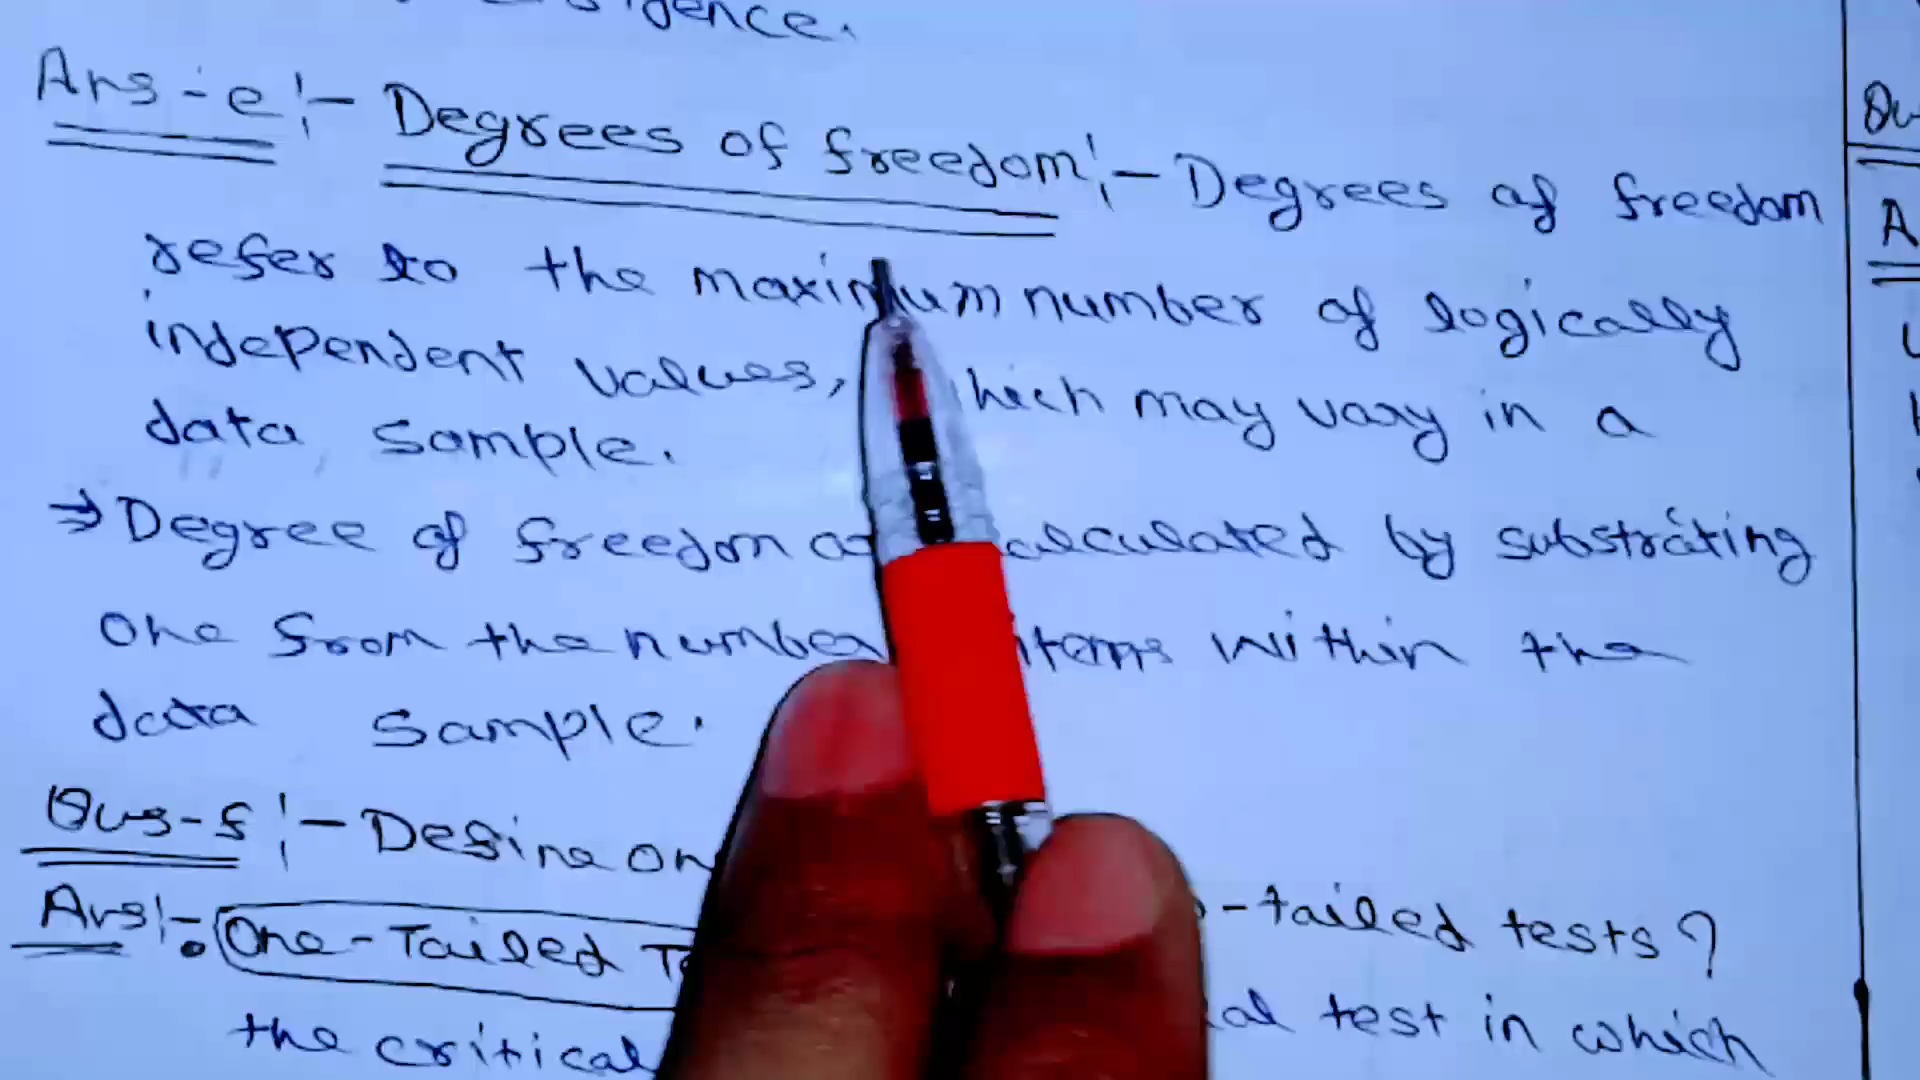 Ans-e:- Degrees of freedom:- Degrees of freedom
refer to the maximum number of logically
independent values, which may vary in a
data sample.
→ Degree of freedom calculated by substrating
one from the number items within the
data sample.
Qus-f:- Define -tailed tests?
Ans:- One-Tailed
the critical test in which